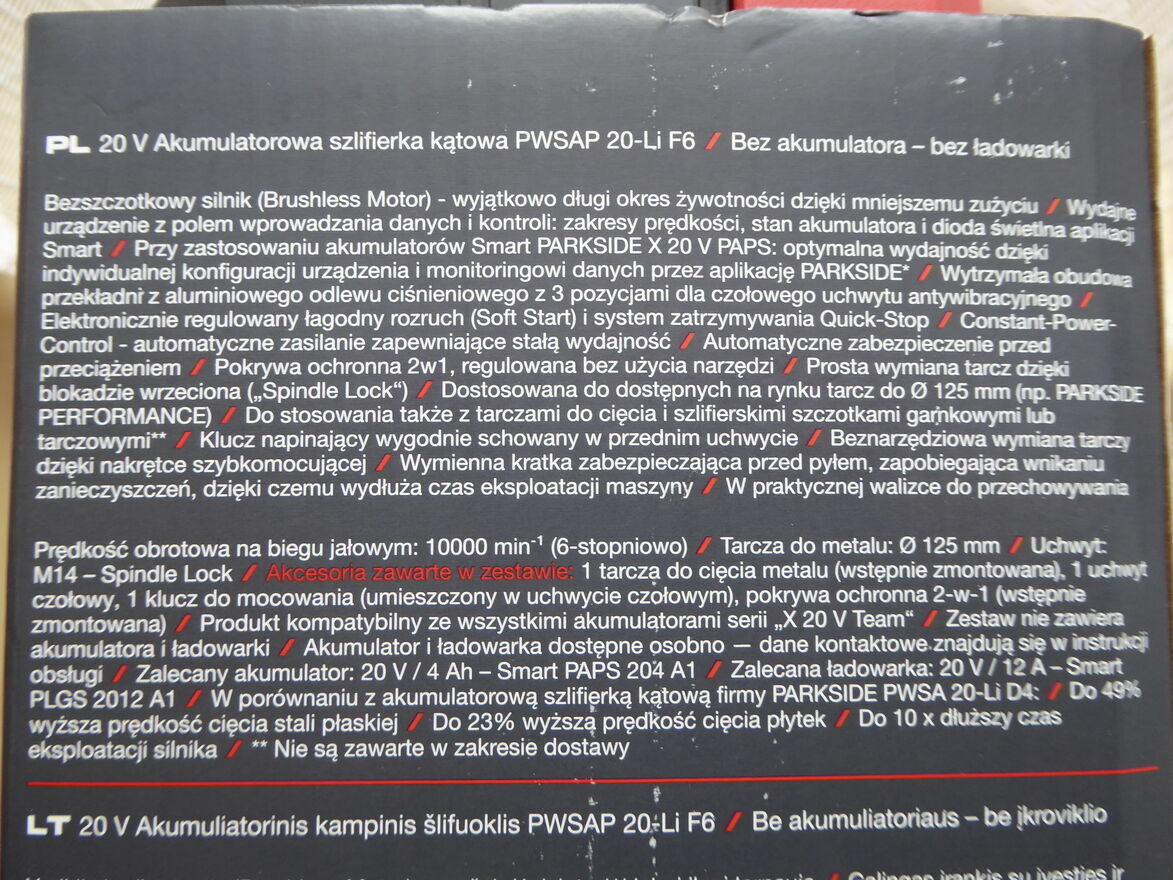 PL 20 V Akumulatorowa szlifierka kątowa PWSAP 20-Li F6 / Bez akumulatora – bez ładowarki
Bezszczotkowy silnik (Brushless Motor) - wyjątkowo długi okres żywotności dzięki mniejszemu zużyciu / Wydajne
urządzenie z polem wprowadzania danych i kontroli: zakresy prędkości, stan akumulatora i dioda świetlna aplikacji
Smart / Przy zastosowaniu akumulatorów Smart PARKSIDE X 20 V PAPS: optymalna wydajność dzięki
indywidualnej konfiguracji urządzenia i monitoringowi danych przez aplikację PARKSIDE* / Wytrzymała obudowa
przekładni z aluminiowego odlewu ciśnieniowego z 3 pozycjami dla czołowego uchwytu antywibracyjnego /
Elektronicznie regulowany łagodny rozruch (Soft Start) i system zatrzymywania Quick-Stop / Constant-Power-
Control - automatyczne zasilanie zapewniające stałą wydajność / Automatyczne zabezpieczenie przed
przeciążeniem / Pokrywa ochronna 2w1, regulowana bez użycia narzędzi / Prosta wymiana tarcz dzięki
blokadzie wrzeciona („Spindle Lock“) / Dostosowana do dostępnych na rynku tarcz do Ø 125 mm (np. PARKSIDE
PERFORMANCE) / Do stosowania także z tarczami do cięcia i szlifierskimi szczotkami garnkowymi lub
tarczowymi** / Klucz napinający wygodnie schowany w przednim uchwycie / Beznarzędziowa wymiana tarczy
dzięki nakrętce szybkomocującej / Wymienna kratka zabezpieczająca przed pyłem, zapobiegająca wnikaniu
zanieczyszczeń, dzięki czemu wydłuża czas eksploatacji maszyny / W praktycznej walizce do przechowywania
Prędkość obrotowa na biegu jałowym: 10000 min⁻¹ (6-stopniowo) / Tarcza do metalu: Ø 125 mm / Uchwyt:
M14 – Spindle Lock / Akcesoria zawarte w zestawie: 1 tarcza do cięcia metalu (wstępnie zmontowana), 1 uchwyt
czołowy, 1 klucz do mocowania (umieszczony w uchwycie czołowym), pokrywa ochronna 2-w-1 (wstępnie
zmontowana) / Produkt kompatybilny ze wszystkimi akumulatorami serii „X 20 V Team“ / Zestaw nie zawiera
akumulatora i ładowarki / Akumulator i ładowarka dostępne osobno — dane kontaktowe znajdują się w instrukcji
obsługi / Zalecany akumulator: 20 V / 4 Ah – Smart PAPS 204 A1 / Zalecana ładowarka: 20 V / 12 A – Smart
PLGS 2012 A1 / W porównaniu z akumulatorową szlifierką kątową firmy PARKSIDE PWSA 20-Li D4: / Do 49%
wyższa prędkość cięcia stali płaskiej / Do 23% wyższą prędkość cięcia płytek / Do 10 x dłuższy czas
eksploatacji silnika / ** Nie są zawarte w zakresie dostawy
LT 20 V Akumuliatorinis kampinis šlifuoklis PWSAP 20-Li F6 / Be akumuliatoriaus – be įkroviklio
/ Galingas įrankis su įvesties ir